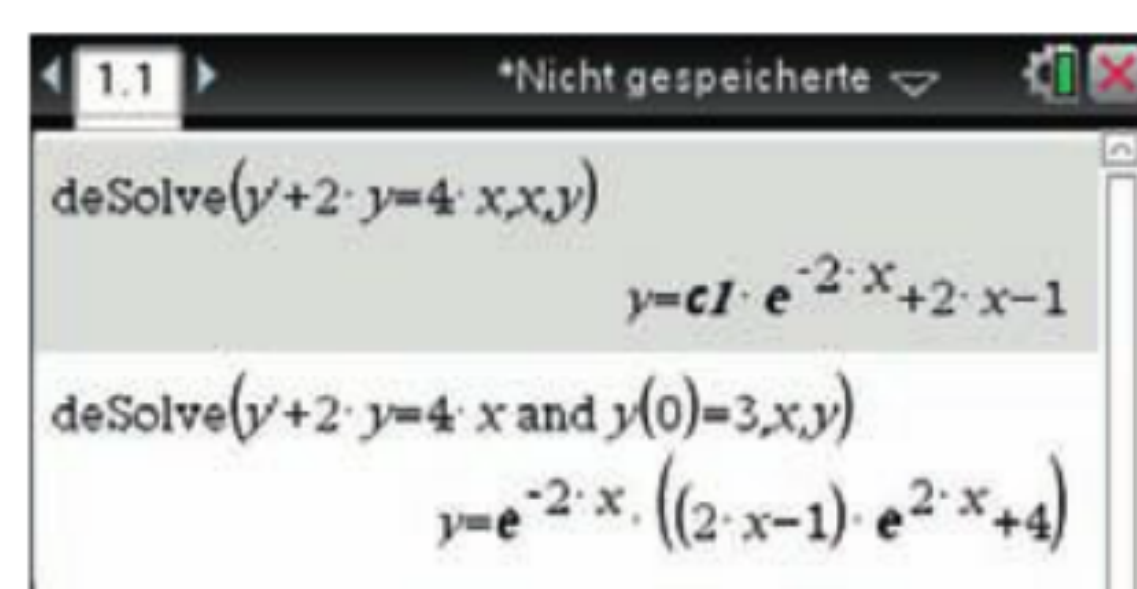 1.1 *Nicht gespeicherte
deSolve(y'+2· y=4· x,x,y)
y=c1· e^-2· x+2· x-1
deSolve(y'+2· y=4· x and y(0)=3,x,y)
y=e^-2· x· ((2· x-1)· e^2· x+4)